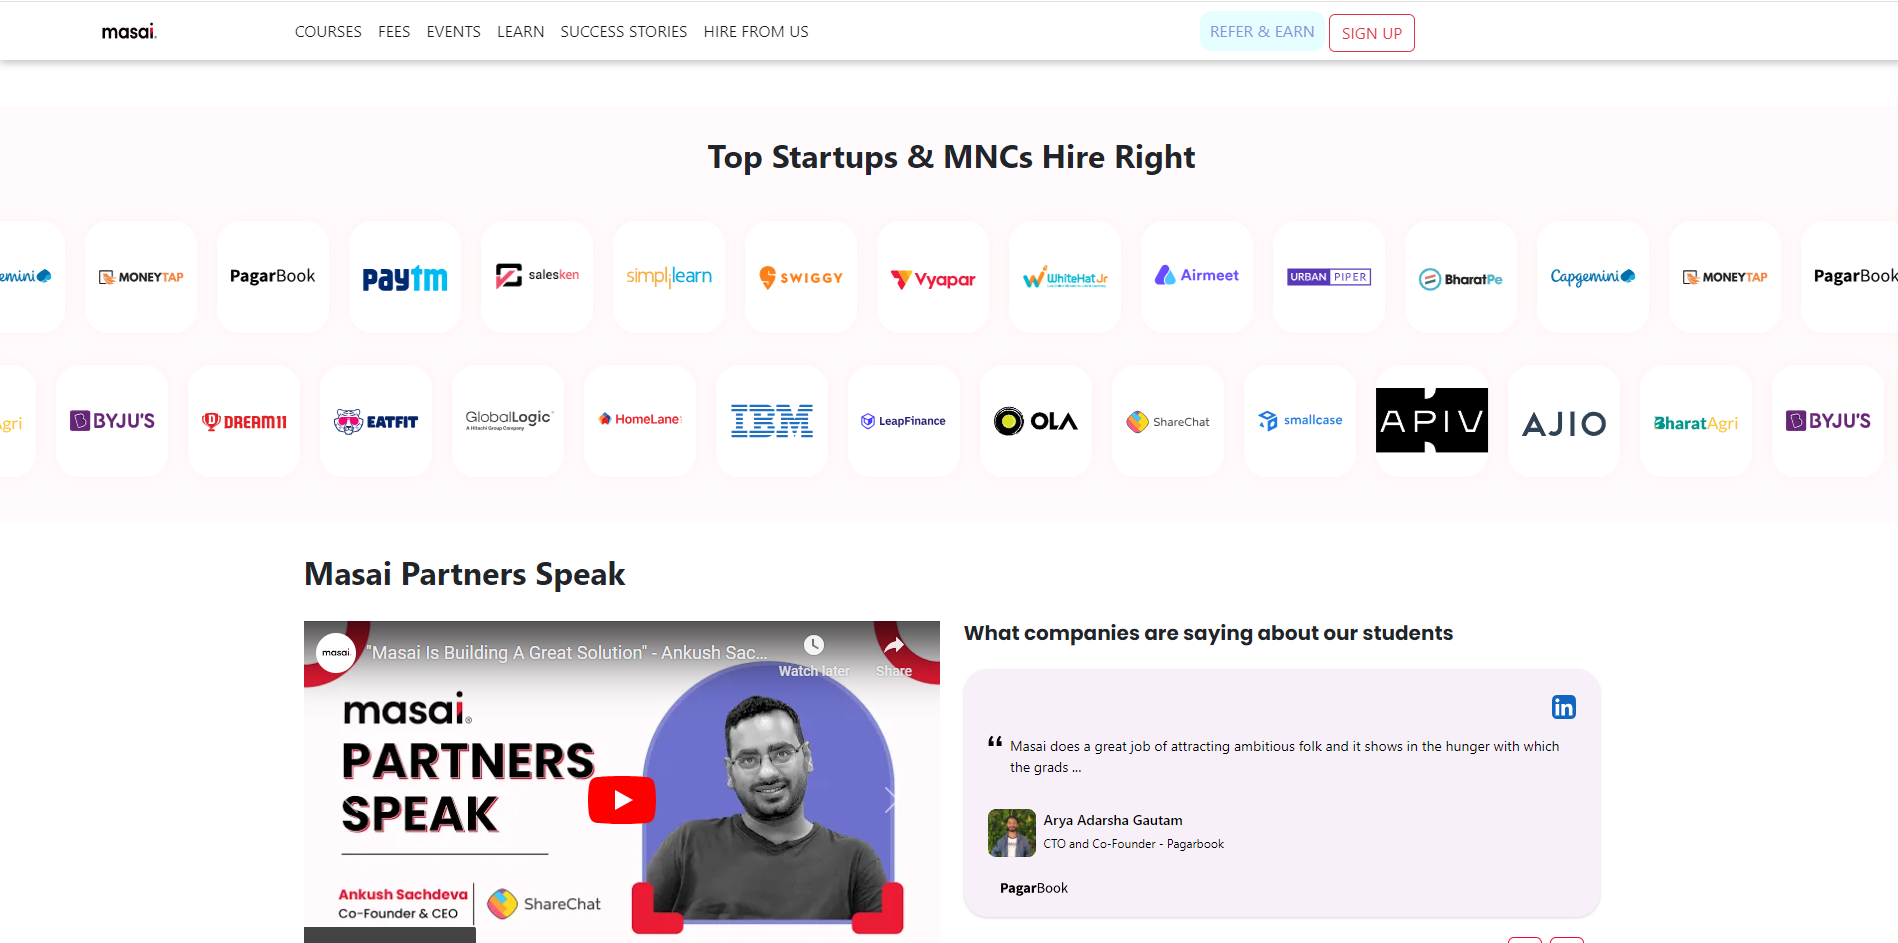 masai.
COURSES FEES EVENTS LEARN SUCCESS STORIES HIRE FROM US REFER & EARN SIGN UP
Top Startups & MNCs Hire Right
emini MONEYTAP PagarBook paytm salesken simplilearn SWIGGY Vyapar WhiteHatJr Airmeet URBAN PIPER BharatPe Capgemini MONEYTAP PagarBook
Agri BYJU'S DREAM11 EATFIT GlobalLogic HomeLane IBM LeapFinance OLA ShareChat smallcase APIV AJIO BharatAgri BYJU'S
A Hitachi Group Company
Masai Partners Speak
masai "Masai Is Building A Great Solution" - Ankush Sac...
Watch later Share
masai
PARTNERS
SPEAK
Ankush Sachdeva
Co-Founder & CEO
ShareChat
What companies are saying about our students
in
“ Masai does a great job of attracting ambitious folk and it shows in the hunger with which
the grads ...
Arya Adarsha Gautam
CTO and Co-Founder - Pagarbook
PagarBook